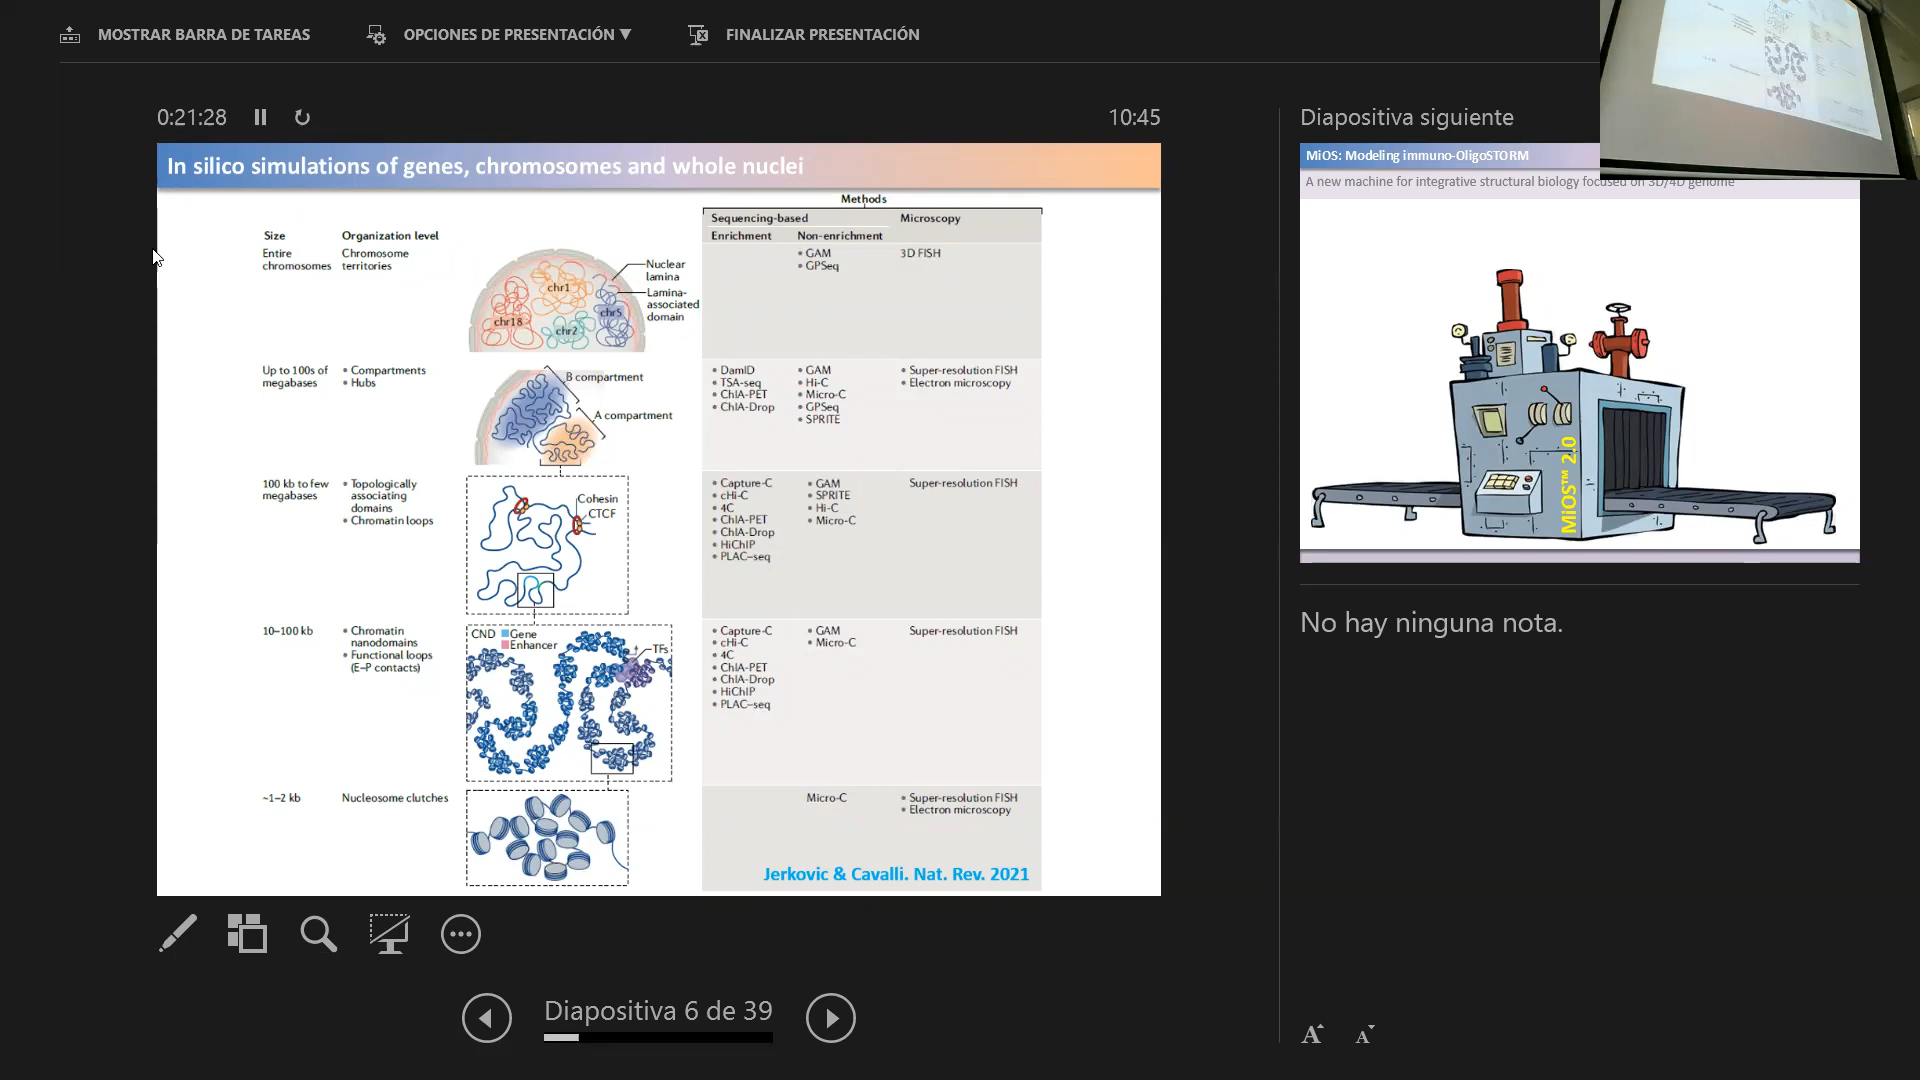 MOSTRAR BARRA DE TAREAS
OPCIONES DE PRESENTACIÓN ▼
FINALIZAR PRESENTACIÓN
0:21:28
10:45
In silico simulations of genes, chromosomes and whole nuclei
Methods
Sequencing-based Microscopy
Size Organization level Enrichment Non-enrichment
Entire chromosomes
Chromosome territories
Nuclear lamina
Lamina-associated domain
chr1
chr18
chr5
chr2
• GAM
• GPSeq
3D FISH
Up to 100s of megabases
• Compartments
• Hubs
B compartment
A compartment
• DamID
• TSA-seq
• ChIA-PET
• ChIA-Drop
• GAM
• Hi-C
• Micro-C
• GPSeq
• SPRITE
• Super-resolution FISH
• Electron microscopy
100 kb to few megabases
• Topologically associating domains
• Chromatin loops
Cohesin
CTCF
• Capture-C
• cHi-C
• 4C
• ChIA-PET
• ChIA-Drop
• HiChIP
• PLAC–seq
• GAM
• SPRITE
• Hi-C
• Micro-C
Super-resolution FISH
10–100 kb
• Chromatin nanodomains
• Functional loops (E–P contacts)
CND Gene
Enhancer
TFs
• Capture-C
• cHi-C
• 4C
• ChIA-PET
• ChIA-Drop
• HiChIP
• PLAC–seq
• GAM
• Micro-C
Super-resolution FISH
~1–2 kb
Nucleosome clutches
Micro-C
• Super-resolution FISH
• Electron microscopy
Jerkovic & Cavalli. Nat. Rev. 2021
Diapositiva 6 de 39
Diapositiva siguiente
MiOS: Modeling immuno-OligoSTORM
A new machine for integrative structural biology focused on 3D/4D genome
MiOS™ 2.0
No hay ninguna nota.
A A